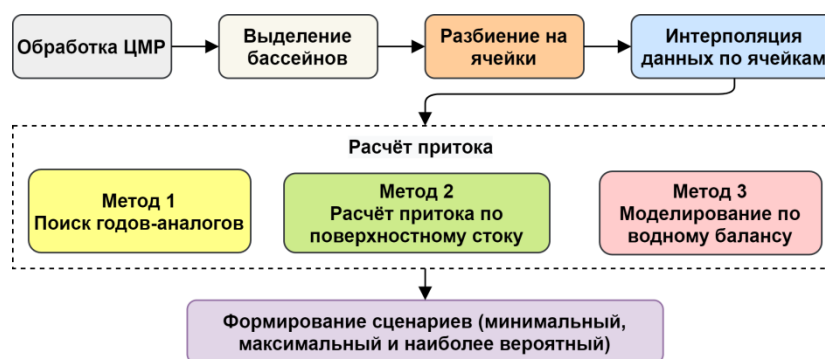 Обработка ЦМР
Выделение
бассейнов
Разбиение на
ячейки
Интерполяция
данных по ячейкам
Расчёт притока
Метод 1
Поиск годов-аналогов
Метод 2
Расчёт притока по
поверхностному стоку
Метод 3
Моделирование по
водному балансу
Формирование сценариев (минимальный,
максимальный и наиболее вероятный)